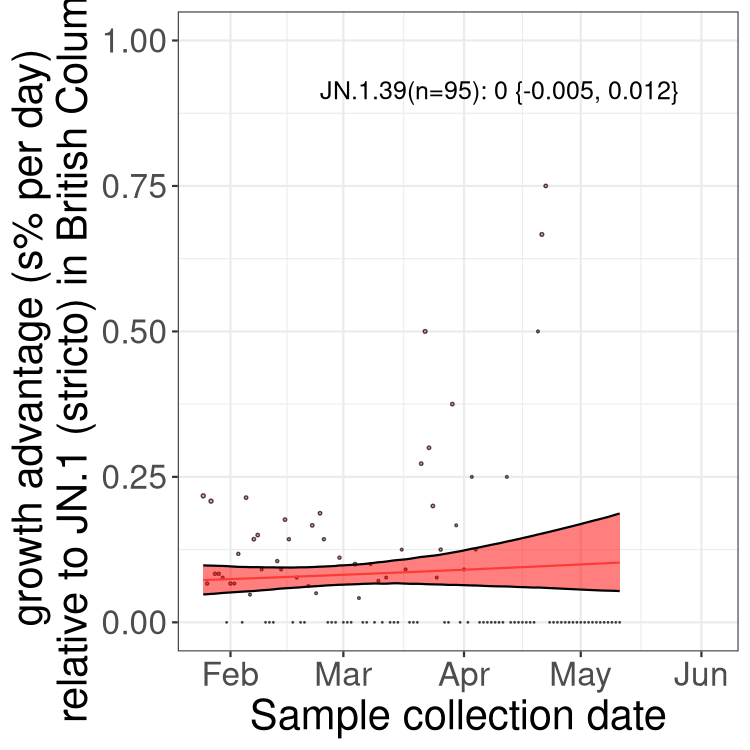 growth advantage (s% per day)
relative to JN.1 (stricto) in British Colum
1.00
0.75
0.50
0.25
0.00
JN.1.39(n=95): 0 {-0.005, 0.012}
Feb Mar Apr May Jun
Sample collection date